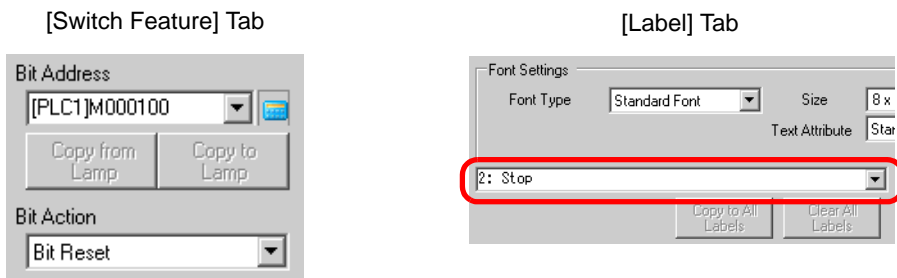 [Switch Feature] Tab
Bit Address
[PLC1]M000100
Copy from Lamp
Copy to Lamp
Bit Action
Bit Reset
[Label] Tab
Font Settings
Font Type Standard Font Size 8 x
Text Attribute
2: Stop
Copy to All Labels
Clear All Labels